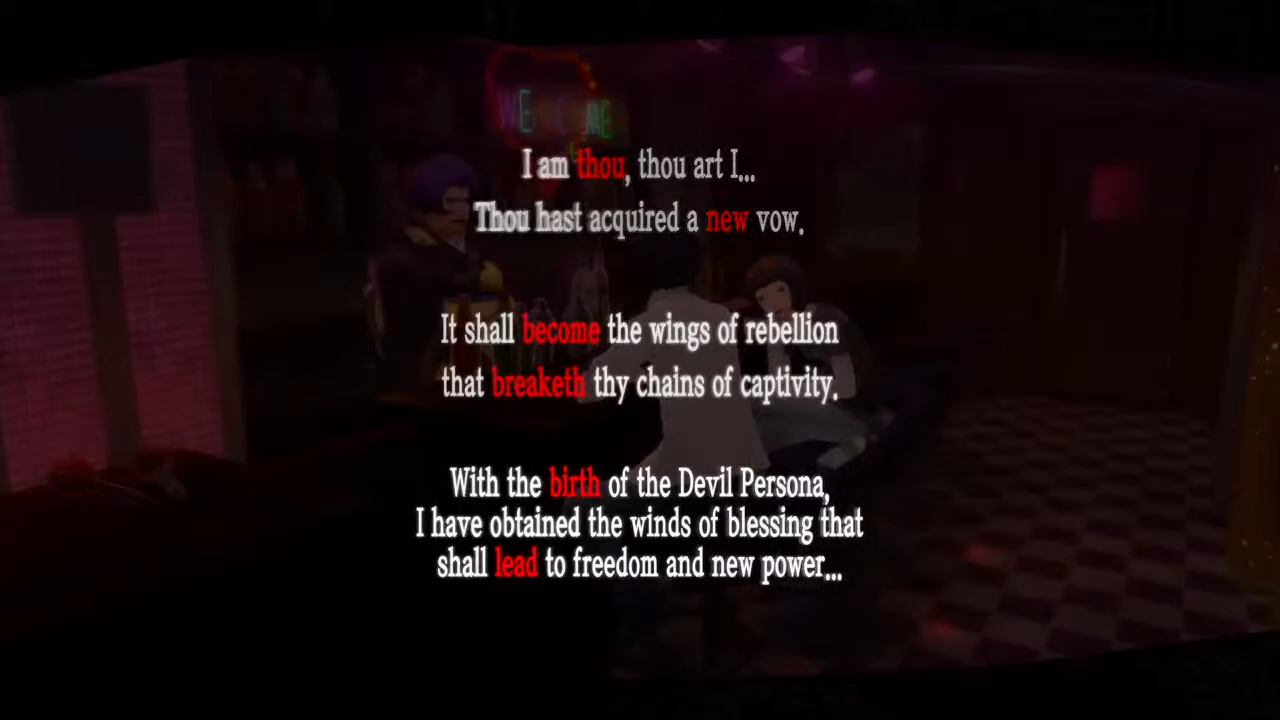 WELCOME
I am thou, thou art I...
Thou hast acquired a new vow.
It shall become the wings of rebellion
that breaketh thy chains of captivity.
With the birth of the Devil Persona,
I have obtained the winds of blessing that
shall lead to freedom and new power...